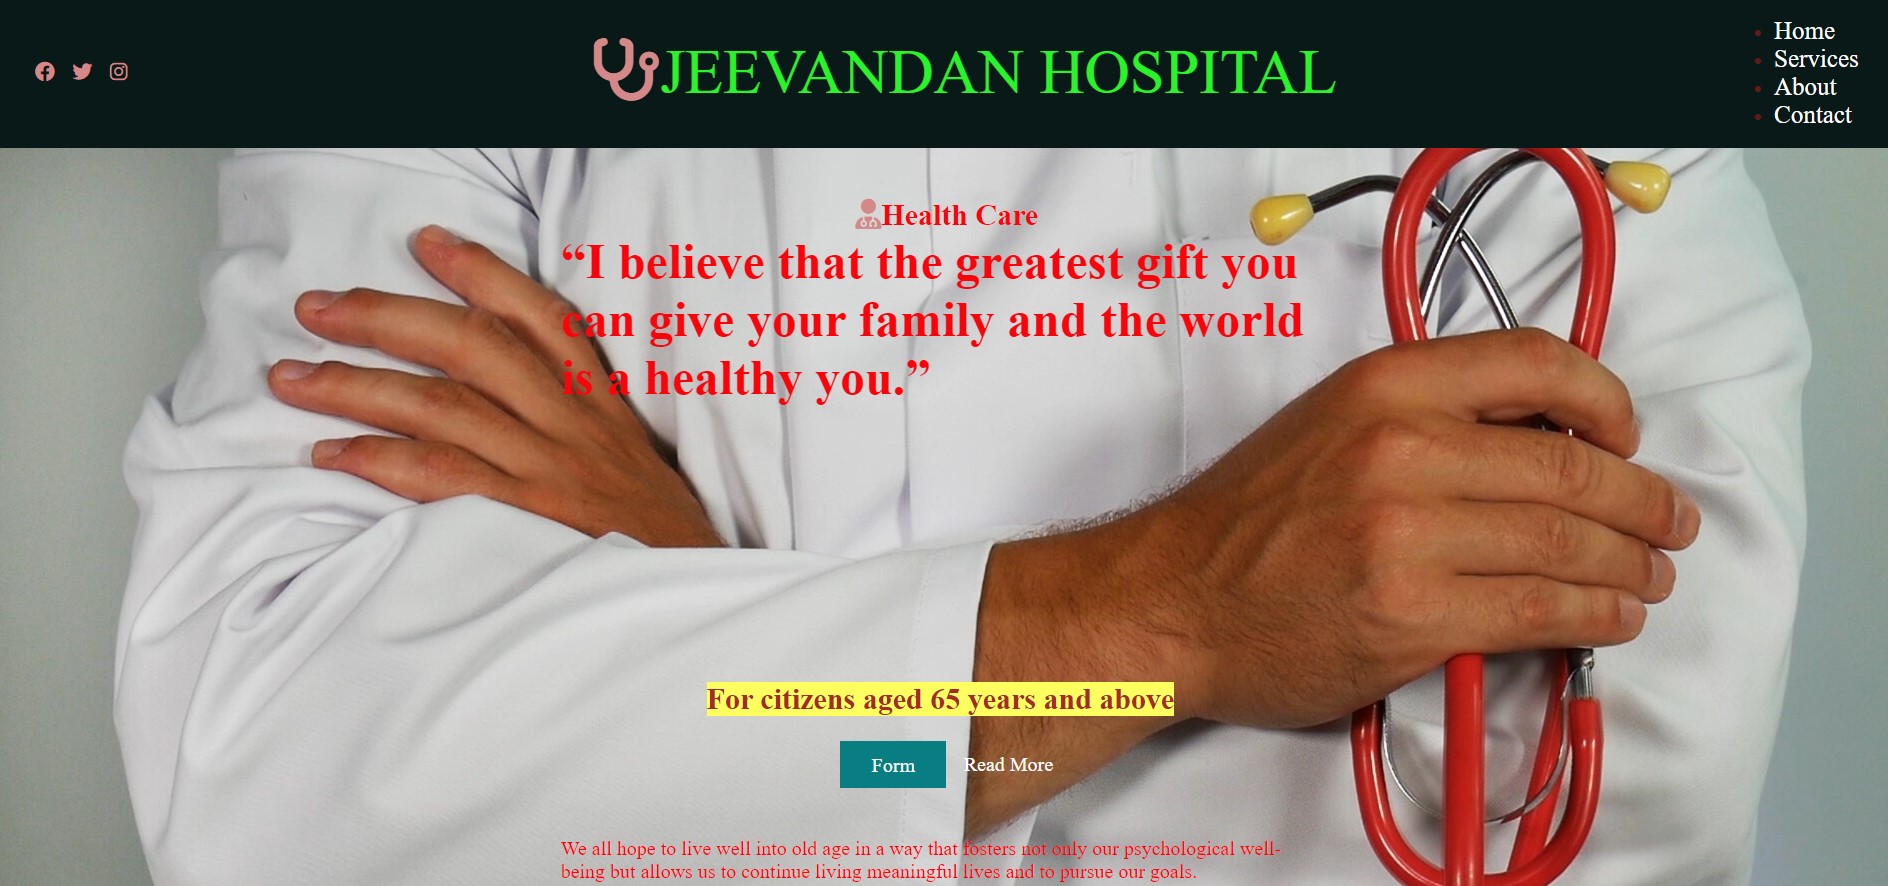 JEEVANDAN HOSPITAL
Home
Services
About
Contact
Health Care
“I believe that the greatest gift you
can give your family and the world
is a healthy you.”
For citizens aged 65 years and above
Form
Read More
We all hope to live well into old age in a way that fosters not only our psychological well-
being but allows us to continue living meaningful lives and to pursue our goals.